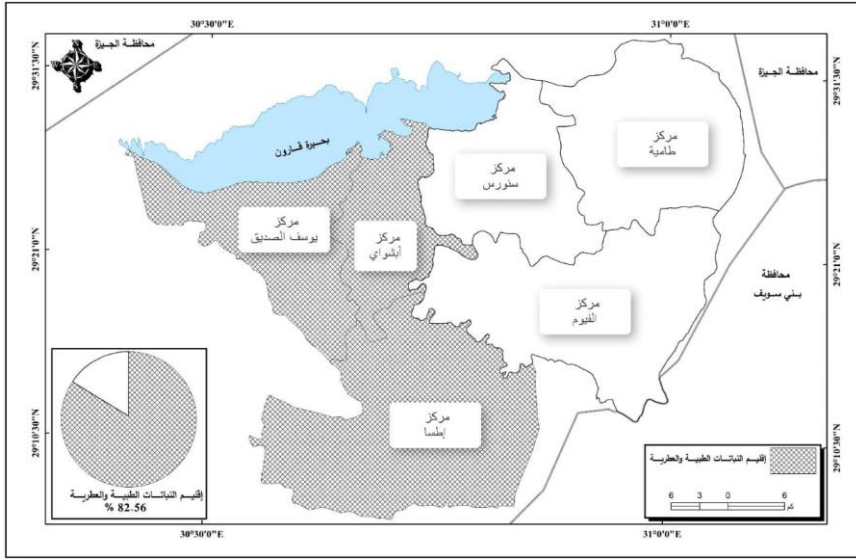 30°30'0"E
31°0'0"E
محافظة الجيزة
29°31'30"N
29°31'30"N
محافظة الجيزة
بحيرة قارون
مركز
طامية
مركز
سنورس
مركز
يوسف الصديق
مركز
أبشواي
29°21'0"N
29°21'0"N
محافظة
بني سويف
مركز
الفيوم
مركز
إطسا
29°10'30"N
29°10'30"N
إقليم النباتات الطبية والعطرية
82.56 %
إقليم النباتات الطبية والعطرية
6 3 0 6
كم
30°30'0"E
31°0'0"E